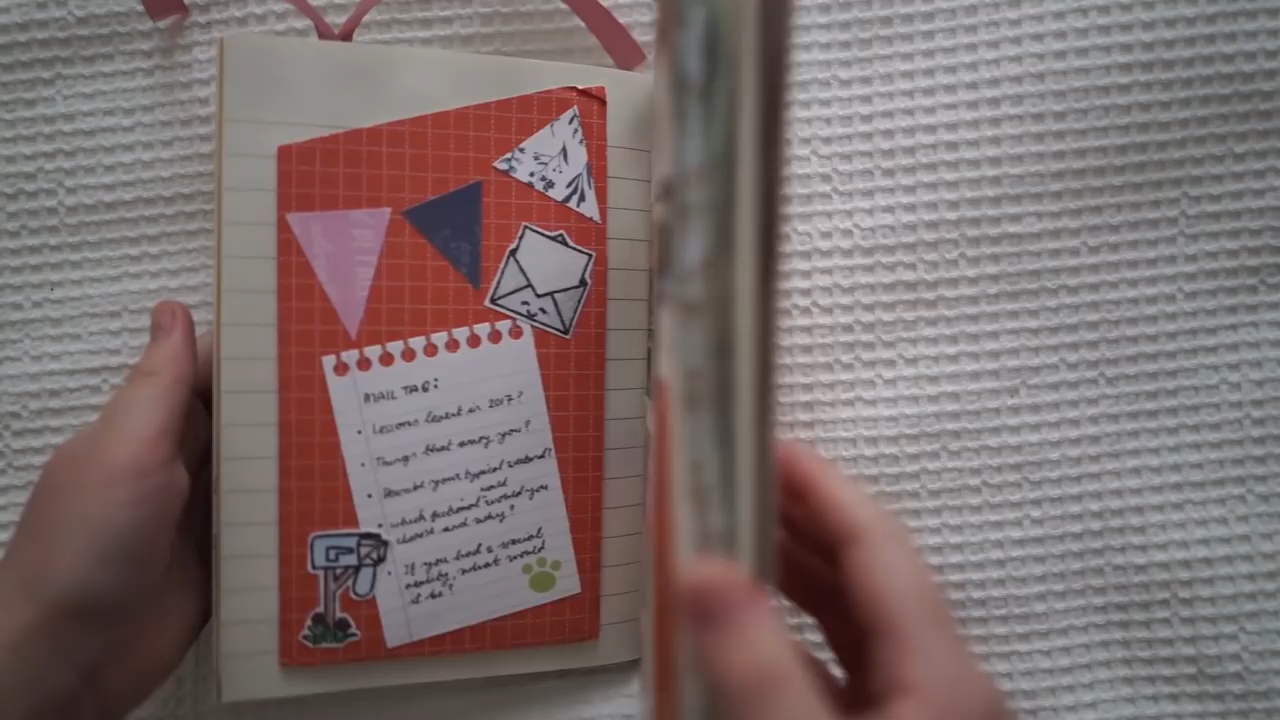 MAIL TAG:
• Lessons learnt in 2017?
• Things that annoy you?
• Describe your typical weekend?
world
• which fictional would you
choose and why?
• If you had a special
ability, what would
it be?